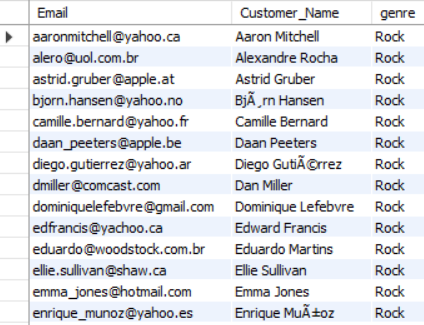 Email Customer_Name genre
aaronmitchell@yahoo.ca Aaron Mitchell Rock
alero@uol.com.br Alexandre Rocha Rock
astrid.gruber@apple.at Astrid Gruber Rock
bjorn.hansen@yahoo.no BjÃ¸rn Hansen Rock
camille.bernard@yahoo.fr Camille Bernard Rock
daan_peeters@apple.be Daan Peeters Rock
diego.gutierrez@yahoo.ar Diego GutiÃ©rrez Rock
dmiller@comcast.com Dan Miller Rock
dominiquelefebvre@gmail.com Dominique Lefebvre Rock
edfrancis@yachoo.ca Edward Francis Rock
eduardo@woodstock.com.br Eduardo Martins Rock
ellie.sullivan@shaw.ca Ellie Sullivan Rock
emma_jones@hotmail.com Emma Jones Rock
enrique_munoz@yahoo.es Enrique MuÃ±oz Rock